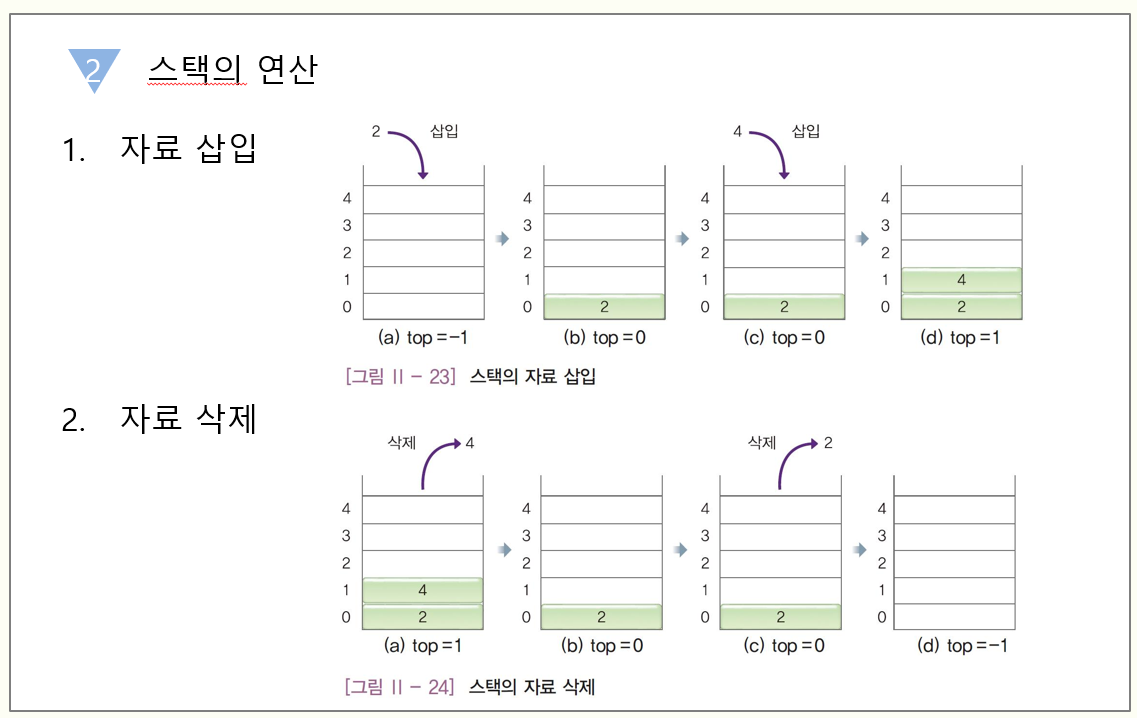 2 스택의 연산
1. 자료 삽입
2 삽입 4 삽입
4 4 4 4
3 3 3 3
2 2 2 2
1 1 1 1 4
0 0 2 0 2 0 2
(a) top=-1 (b) top=0 (c) top=0 (d) top=1
[그림 II - 23] 스택의 자료 삽입
2. 자료 삭제
삭제 4 삭제 2
4 4 4 4
3 3 3 3
2 2 2 2
1 4 1 1 1
0 2 0 2 0 2 0
(a) top=1 (b) top=0 (c) top=0 (d) top=-1
[그림 II - 24] 스택의 자료 삭제